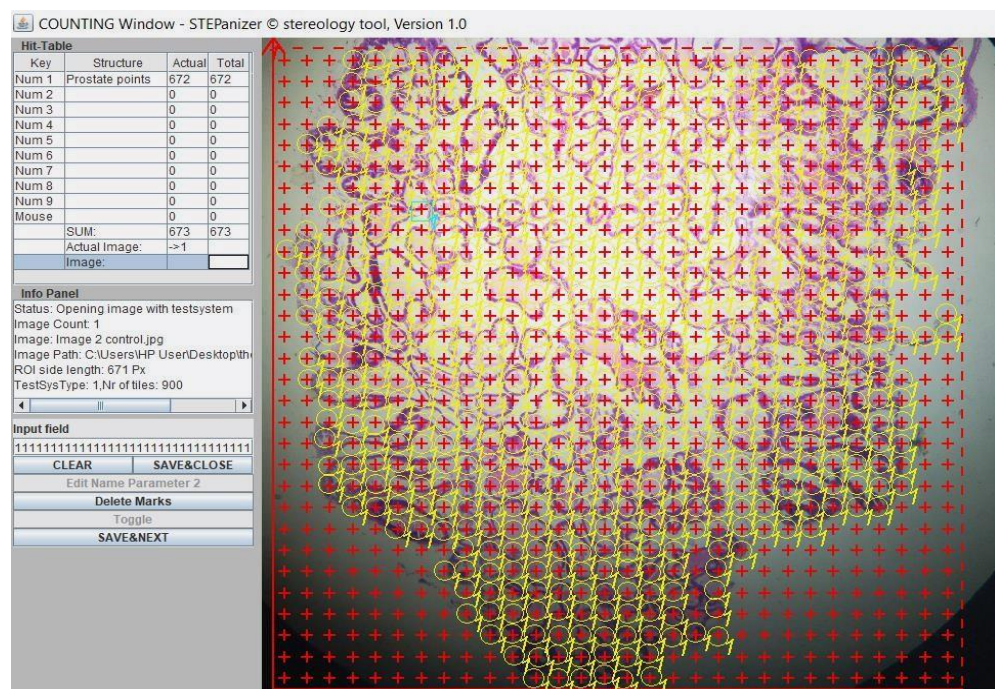 COUNTING Window - STEPanizer © stereology tool, Version 1.0
Hit-Table
Key Structure Actual Total
Num 1 Prostate points 672 672
Num 2 0 0
Num 3 0 0
Num 4 0 0
Num 5 0 0
Num 6 0 0
Num 7 0 0
Num 8 0 0
Num 9 0 0
Mouse 0 0
SUM: 673 673
Actual Image: ->1
Image:
Info Panel
Status: Opening image with testsystem
Image Count: 1
Image: Image 2 control.jpg
Image Path: C:\Users\HP User\Desktop\the
ROI side length: 671 Px
TestSysType: 1,Nr of tiles: 900
Input field
CLEAR SAVE&CLOSE
Edit Name Parameter 2
Delete Marks
Toggle
SAVE&NEXT